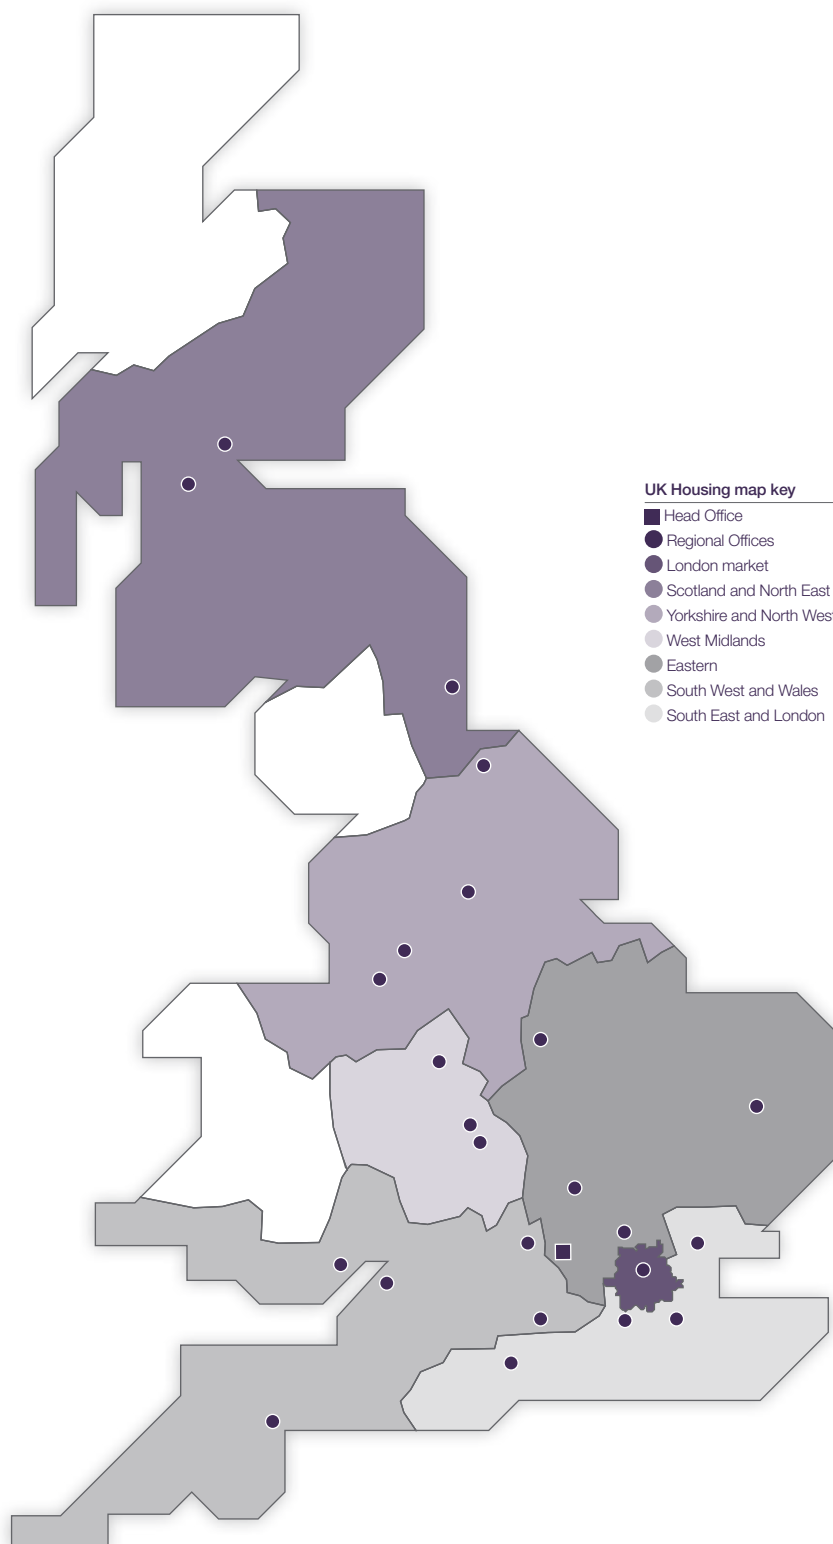 UK Housing map key
Head Office
Regional Offices
London market
Scotland and North East
Yorkshire and North West
West Midlands
Eastern
South West and Wales
South East and London